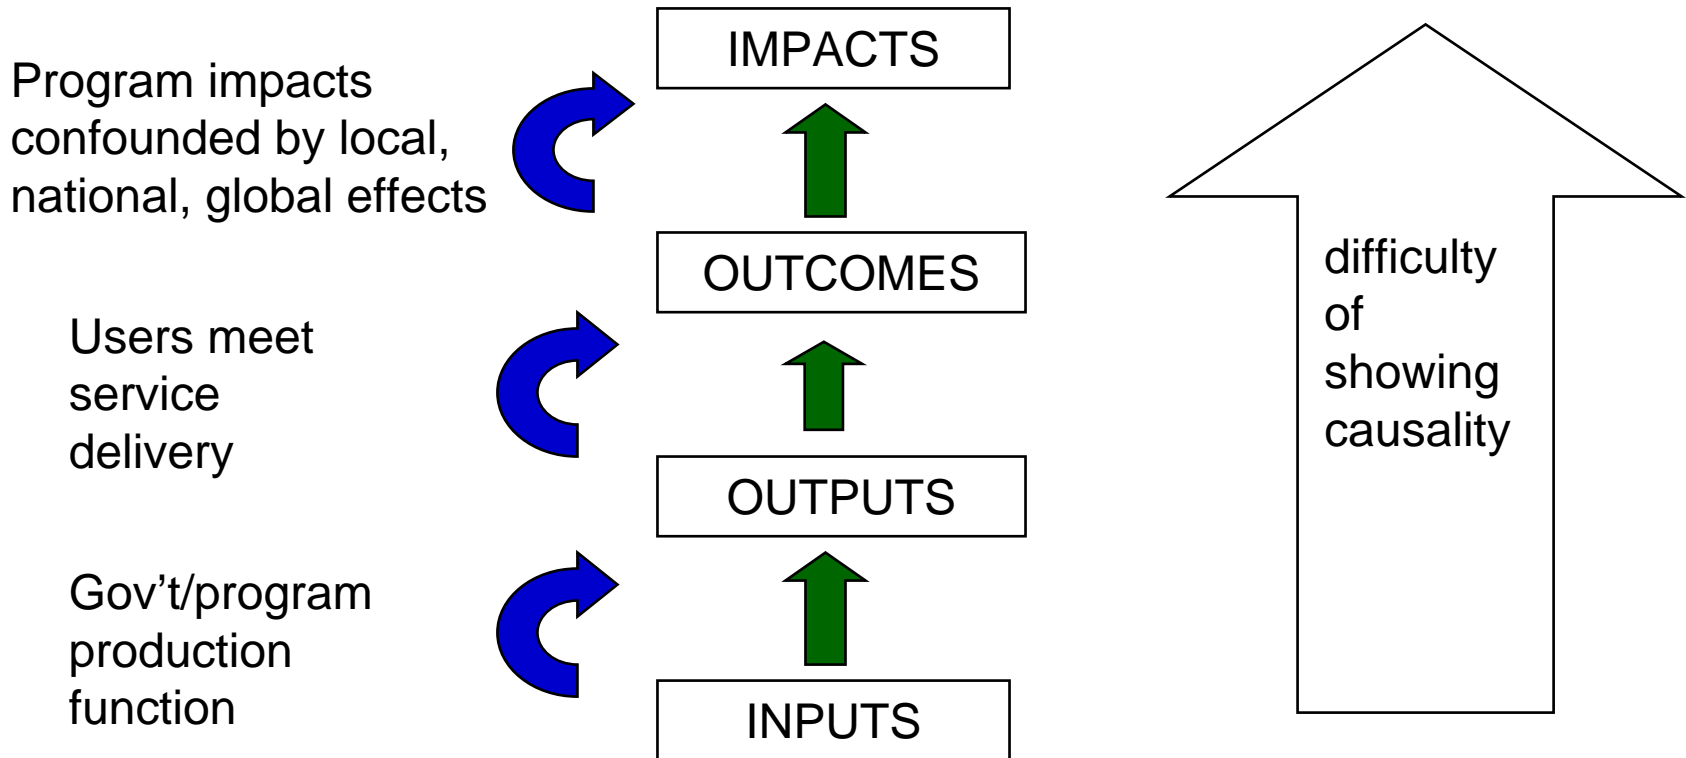 IMPACTS
Program impacts
confounded by local,
national, global effects
OUTCOMES
Users meet
service
delivery
OUTPUTS
Gov't/program
production
function
INPUTS
difficulty
of
showing
causality